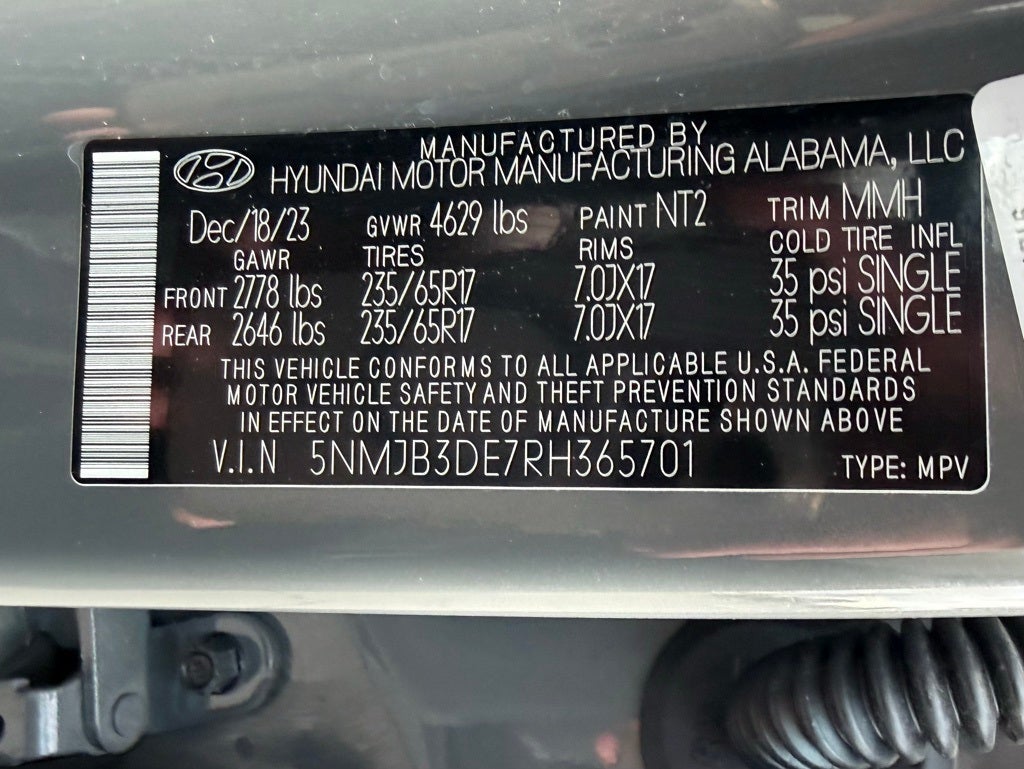 MANUFACTURED BY
HYUNDAI MOTOR MANUFACTURING ALABAMA, LLC
Dec/18/23 GVWR 4629 lbs PAINT NT2 TRIM MMH
GAWR TIRES RIMS COLD TIRE INFL
FRONT 2778 lbs 235/65R17 7.0JX17 35 psi SINGLE
REAR 2646 lbs 235/65R17 7.0JX17 35 psi SINGLE
THIS VEHICLE CONFORMS TO ALL APPLICABLE U.S.A. FEDERAL
MOTOR VEHICLE SAFETY AND THEFT PREVENTION STANDARDS
IN EFFECT ON THE DATE OF MANUFACTURE SHOWN ABOVE
V.I.N 5NMJB3DE7RH365701 TYPE: MPV